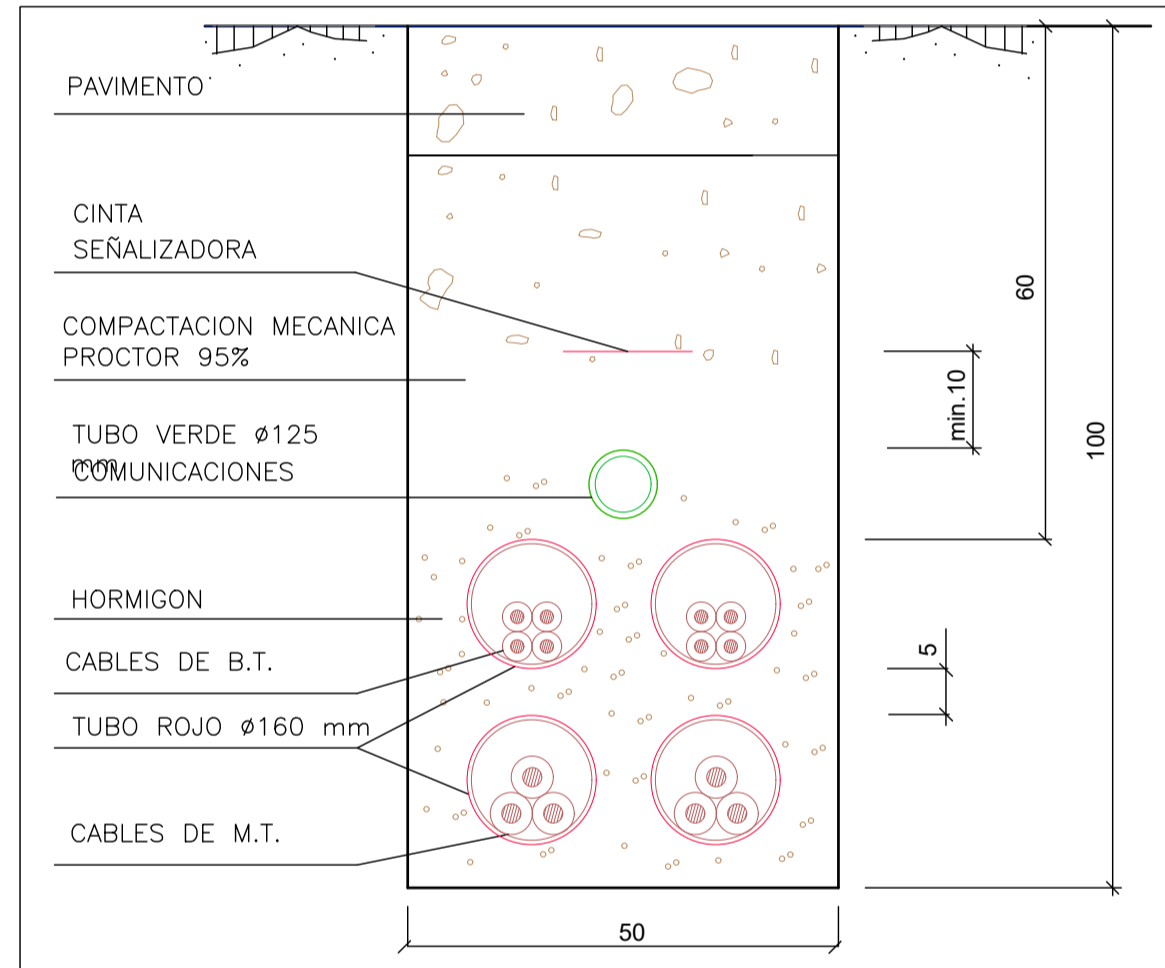 PAVIMENTO
CINTA
SEÑALIZADORA
COMPACTACION MECANICA
PROCTOR 95%
TUBO VERDE ø125
mm
COMUNICACIONES
HORMIGON
CABLES DE B.T.
TUBO ROJO ø160 mm
CABLES DE M.T.
60
min.10
100
5
50